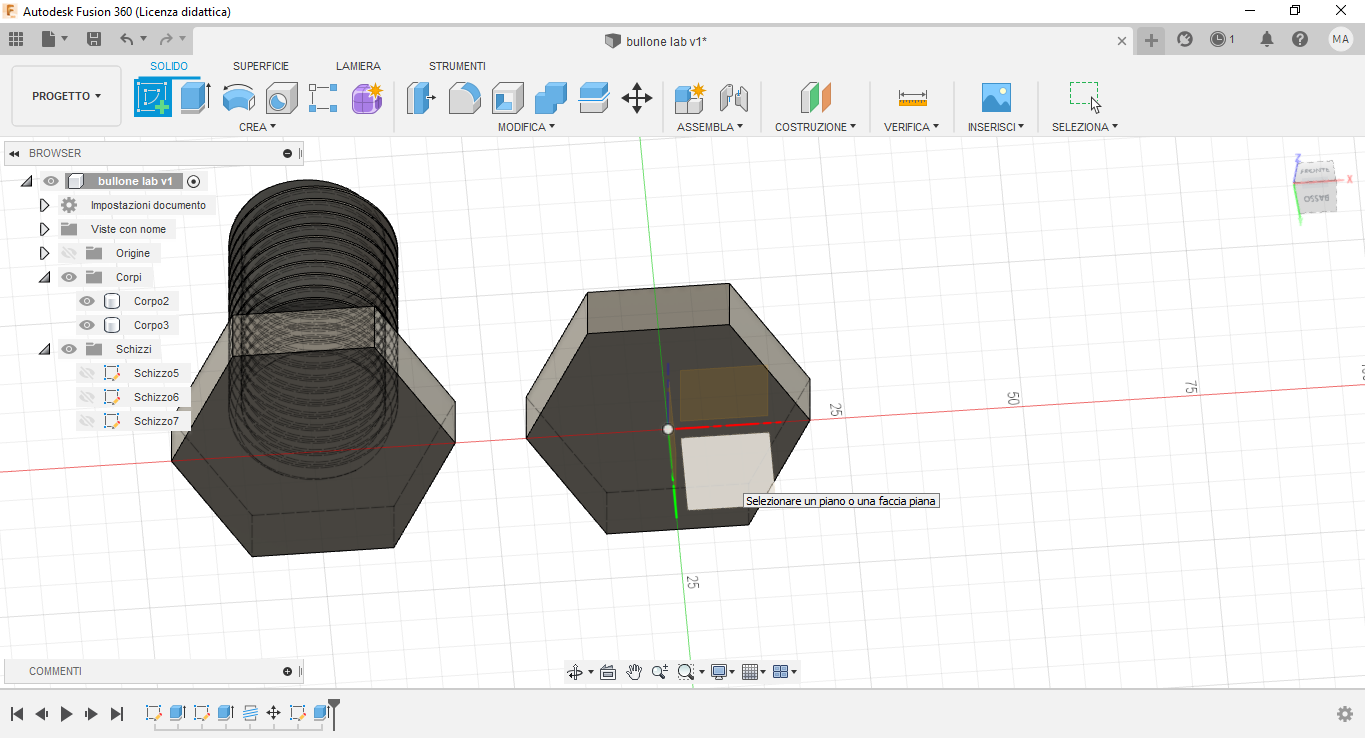 Autodesk Fusion 360 (Licenza didattica)
bullone lab v1*
1
MA
PROGETTO
SOLIDO
SUPERFICIE
LAMIERA
STRUMENTI
CREA
MODIFICA
ASSEMBLA
COSTRUZIONE
VERIFICA
INSERISCI
SELEZIONA
BROWSER
bullone lab v1
Impostazioni documento
Viste con nome
Origine
Corpi
Corpo2
Corpo3
Schizzi
Schizzo5
Schizzo6
Schizzo7
Z
X
BASSO
25
50
75
25
Selezionare un piano o una faccia piana
COMMENTI